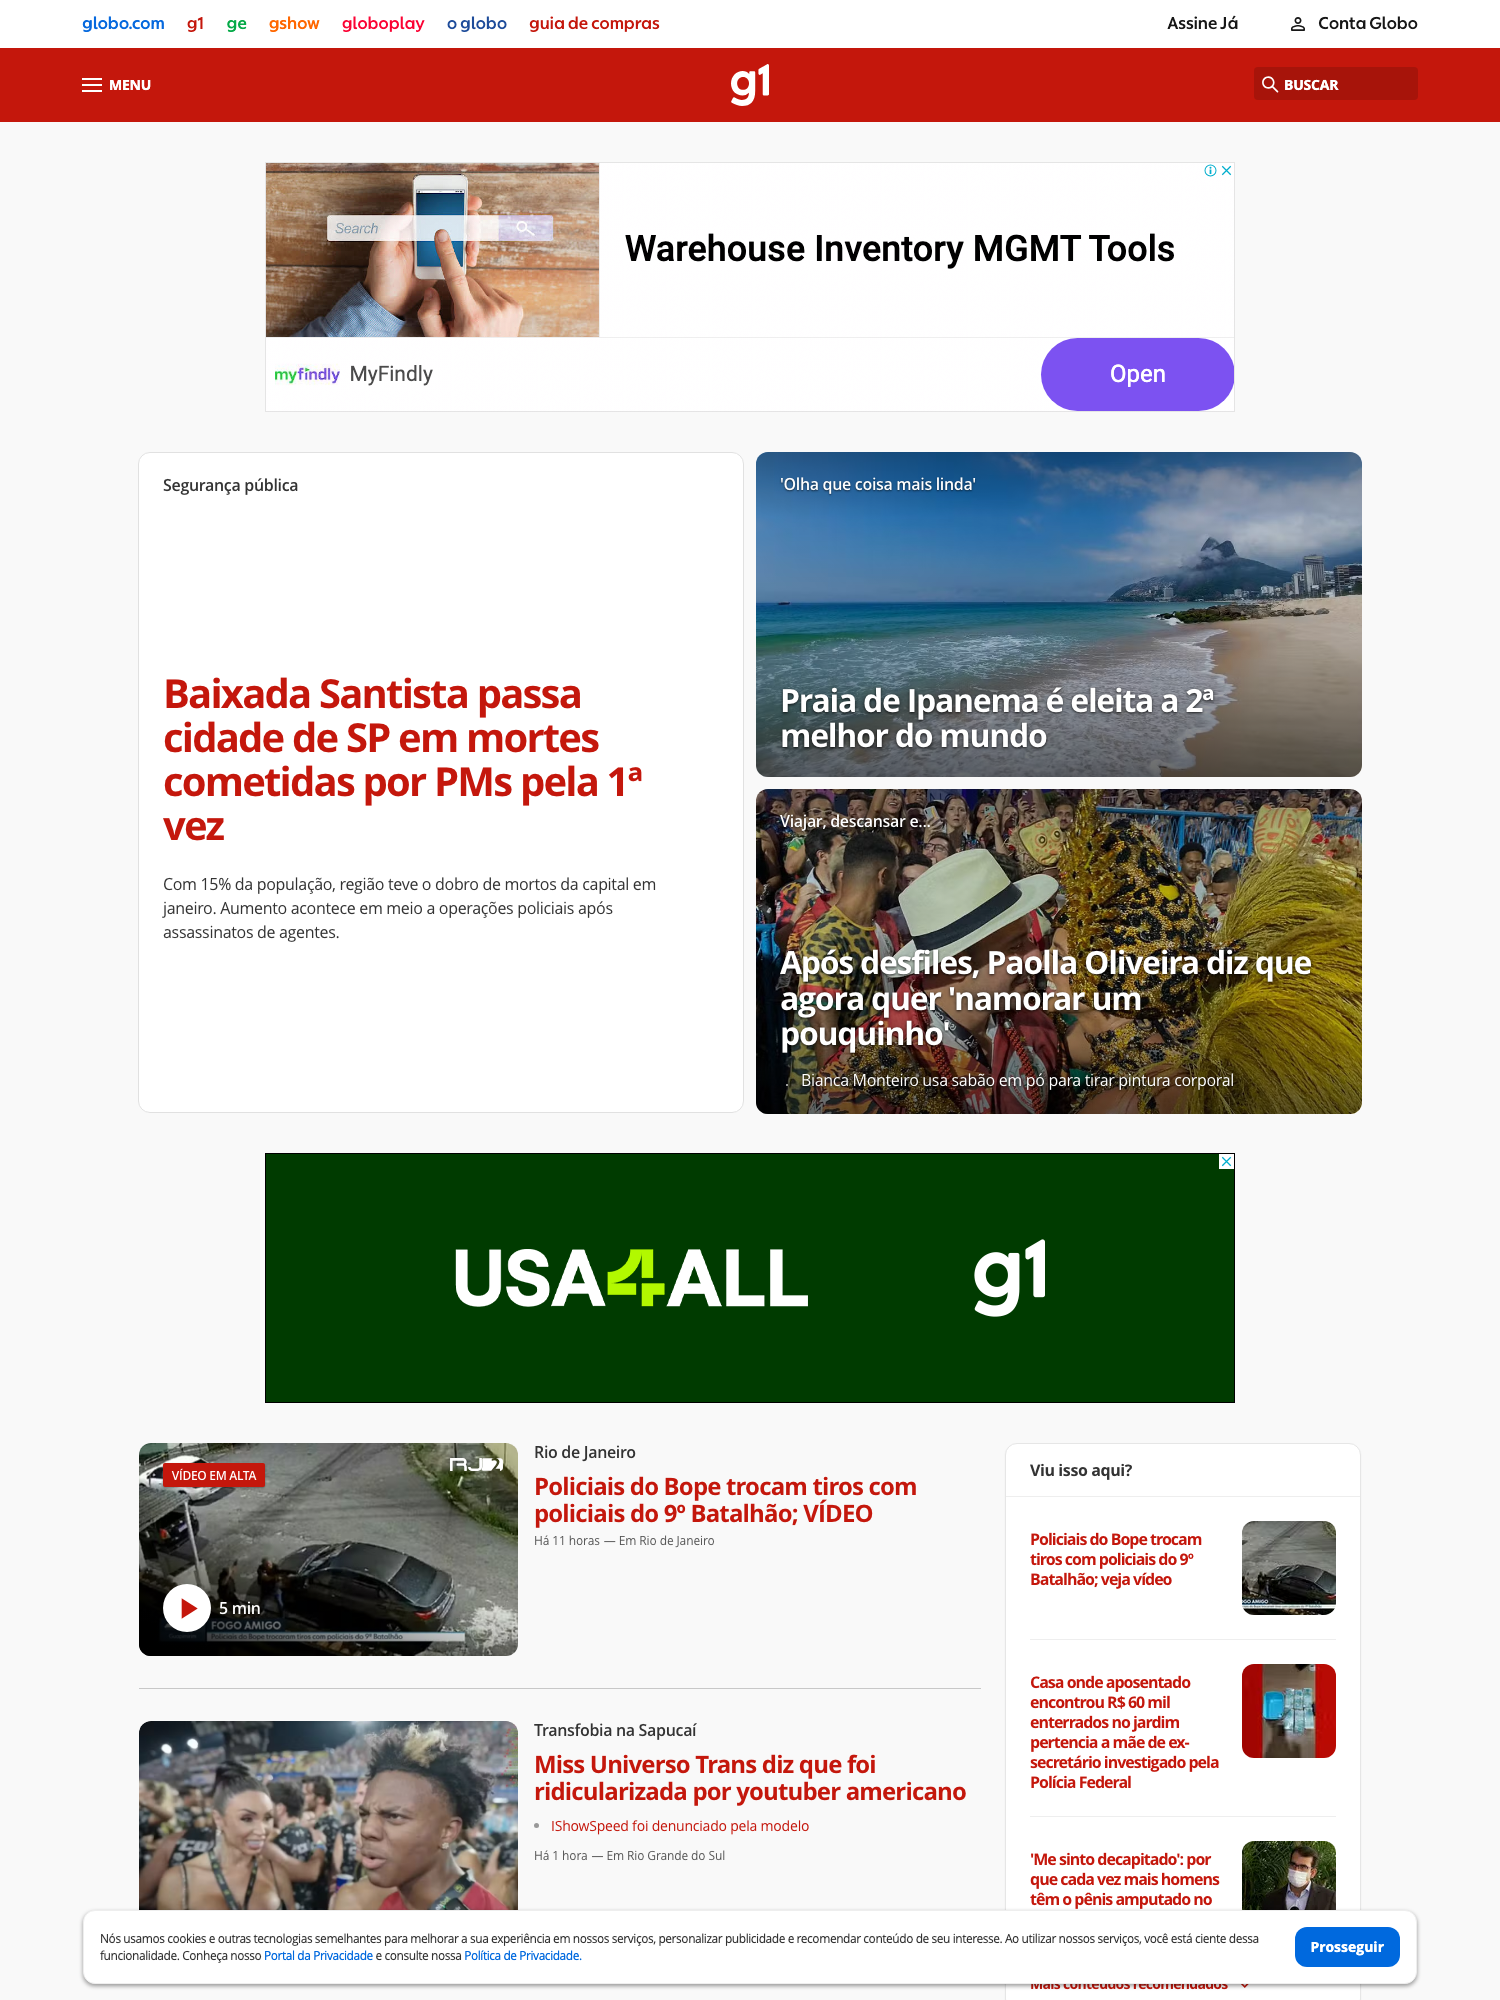 globo.com g1 ge gshow globoplay o globo guia de compras Assine Já Conta Globo
MENU g1 BUSCAR
Search
Warehouse Inventory MGMT Tools
myfindly MyFindly Open
Segurança pública
Baixada Santista passa
cidade de SP em mortes
cometidas por PMs pela 1ª
vez
Com 15% da população, região teve o dobro de mortos da capital em
janeiro. Aumento acontece em meio a operações policiais após
assassinatos de agentes.
'Olha que coisa mais linda'
Praia de Ipanema é eleita a 2ª
melhor do mundo
Viajar, descansar e...
Após desfiles, Paolla Oliveira diz que
agora quer 'namorar um
pouquinho'
. Bianca Monteiro usa sabão em pó para tirar pintura corporal
USA4ALL g1
VÍDEO EM ALTA
RJ2
5 min
FOGO AMIGO
Policiais do Bope trocaram tiros com policiais do 9º Batalhão
Rio de Janeiro
Policiais do Bope trocam tiros com
policiais do 9º Batalhão; VÍDEO
Há 11 horas — Em Rio de Janeiro
Transfobia na Sapucaí
Miss Universo Trans diz que foi
ridicularizada por youtuber americano
• IShowSpeed foi denunciado pela modelo
Há 1 hora — Em Rio Grande do Sul
Viu isso aqui?
Policiais do Bope trocam
tiros com policiais do 9º
Batalhão; veja vídeo
Casa onde aposentado
encontrou R$ 60 mil
enterrados no jardim
pertencia a mãe de ex-
secretário investigado pela
Polícia Federal
'Me sinto decapitado': por
que cada vez mais homens
têm o pênis amputado no
Mais conteúdos recomendados
Nós usamos cookies e outras tecnologias semelhantes para melhorar a sua experiência em nossos serviços, personalizar publicidade e recomendar conteúdo de seu interesse. Ao utilizar nossos serviços, você está ciente dessa
funcionalidade. Conheça nosso Portal da Privacidade e consulte nossa Política de Privacidade.
Prosseguir